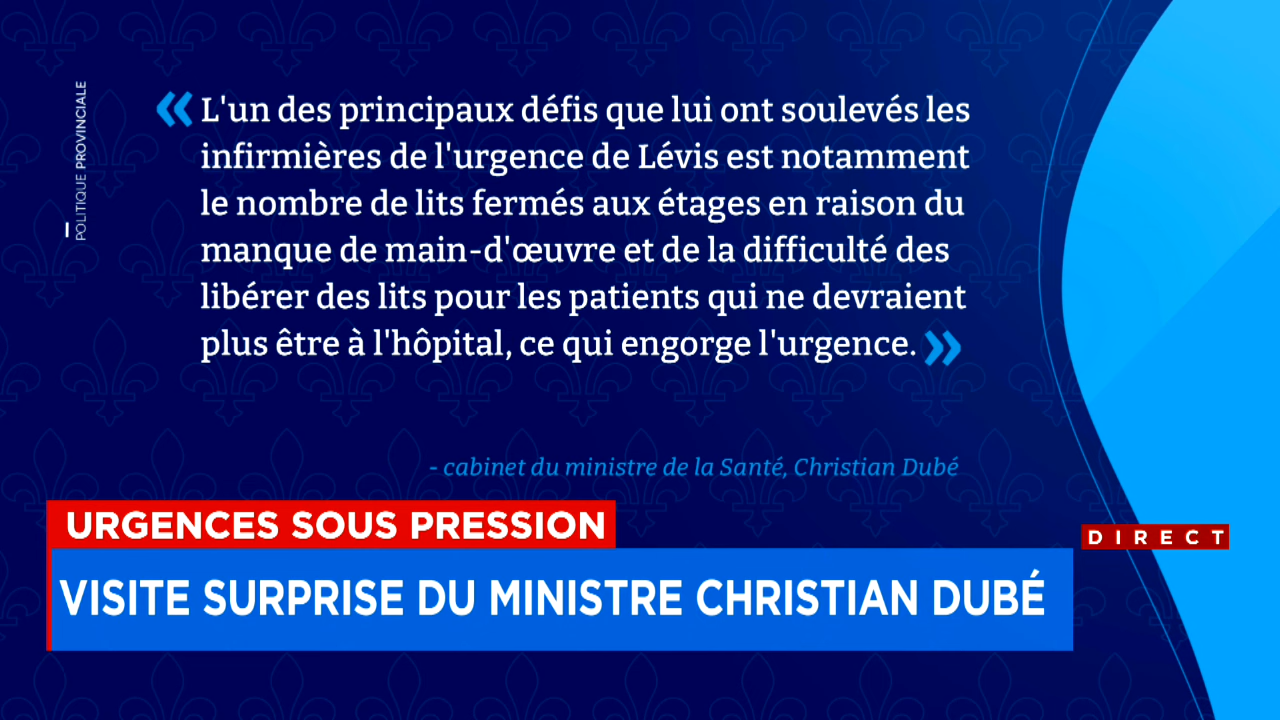 POLITIQUE PROVINCIALE
« L'un des principaux défis que lui ont soulevés les
infirmières de l'urgence de Lévis est notamment
le nombre de lits fermés aux étages en raison du
manque de main-d'œuvre et de la difficulté des
libérer des lits pour les patients qui ne devraient
plus être à l'hôpital, ce qui engorge l'urgence. »
- cabinet du ministre de la Santé, Christian Dubé
URGENCES SOUS PRESSION
DIRECT
VISITE SURPRISE DU MINISTRE CHRISTIAN DUBÉ